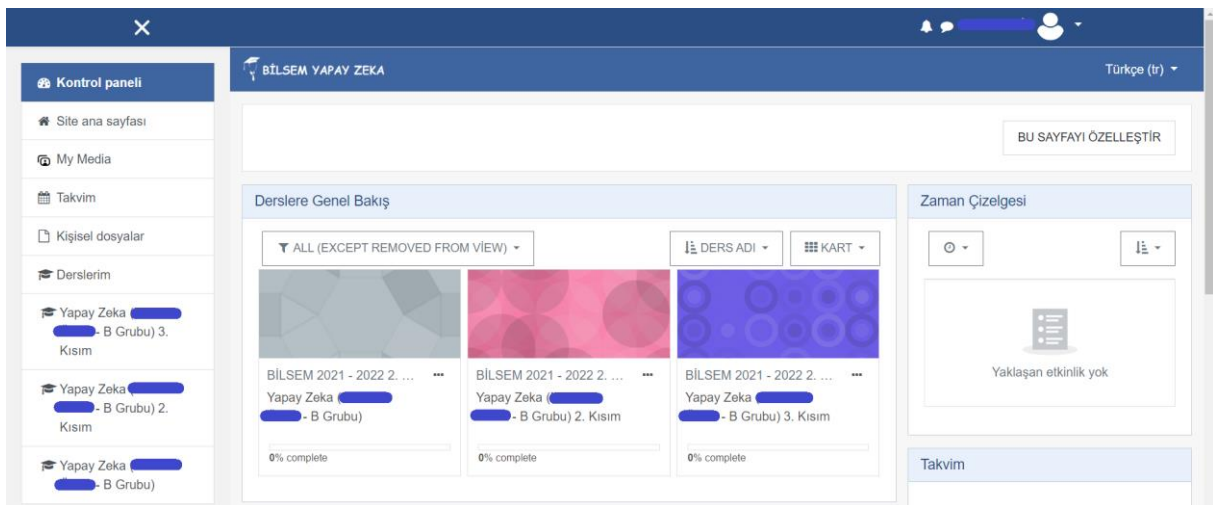 Kontrol paneli
Site ana sayfası
My Media
Takvim
Kişisel dosyalar
Derslerim
Yapay Zeka (
- B Grubu) 3.
Kısım
Yapay Zeka
- B Grubu) 2.
Kısım
Yapay Zeka (
- B Grubu)
BİLSEM YAPAY ZEKA
Türkçe (tr)
BU SAYFAYI ÖZELLEŞTİR
Derslere Genel Bakış
ALL (EXCEPT REMOVED FROM VİEW)
DERS ADI
KART
BİLSEM 2021 - 2022 2. ...
Yapay Zeka (
- B Grubu)
0% complete
BİLSEM 2021 - 2022 2. ...
Yapay Zeka (
- B Grubu) 2. Kısım
0% complete
BİLSEM 2021 - 2022 2. ...
Yapay Zeka (
- B Grubu) 3. Kısım
0% complete
Zaman Çizelgesi
Yaklaşan etkinlik yok
Takvim